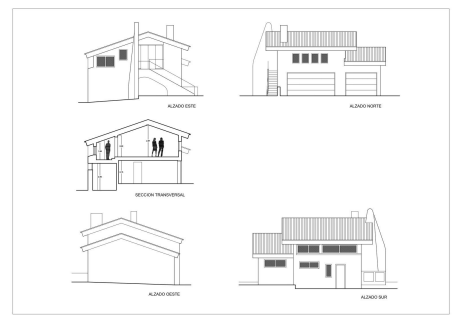 ALZADO ESTE
ALZADO NORTE
SECCION TRANSVERSAL
ALZADO OESTE
ALZADO SUR